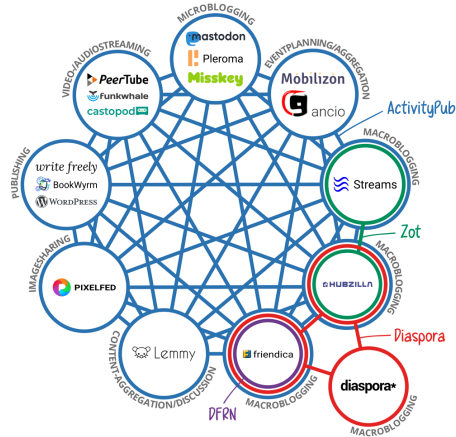 MICROBLOGGING
mastodon
Pleroma
Misskey
EVENTPLANNING/AGGREGATION
Mobilizon
gancio
VIDEO-/AUDIOSTREAMING
PeerTube
funkwhale
castopod
ActivityPub
MACROBLOGGING
Streams
Zot
PUBLISHING
write freely
BookWyrm
WORDPRESS
IMAGESHARING
PIXELFED
MACROBLOGGING
HUBZILLA
Diaspora
CONTENT-AGGREGATION/DISCUSSION
Lemmy
friendica
MACROBLOGGING
DFRN
diaspora*
MACROBLOGGING